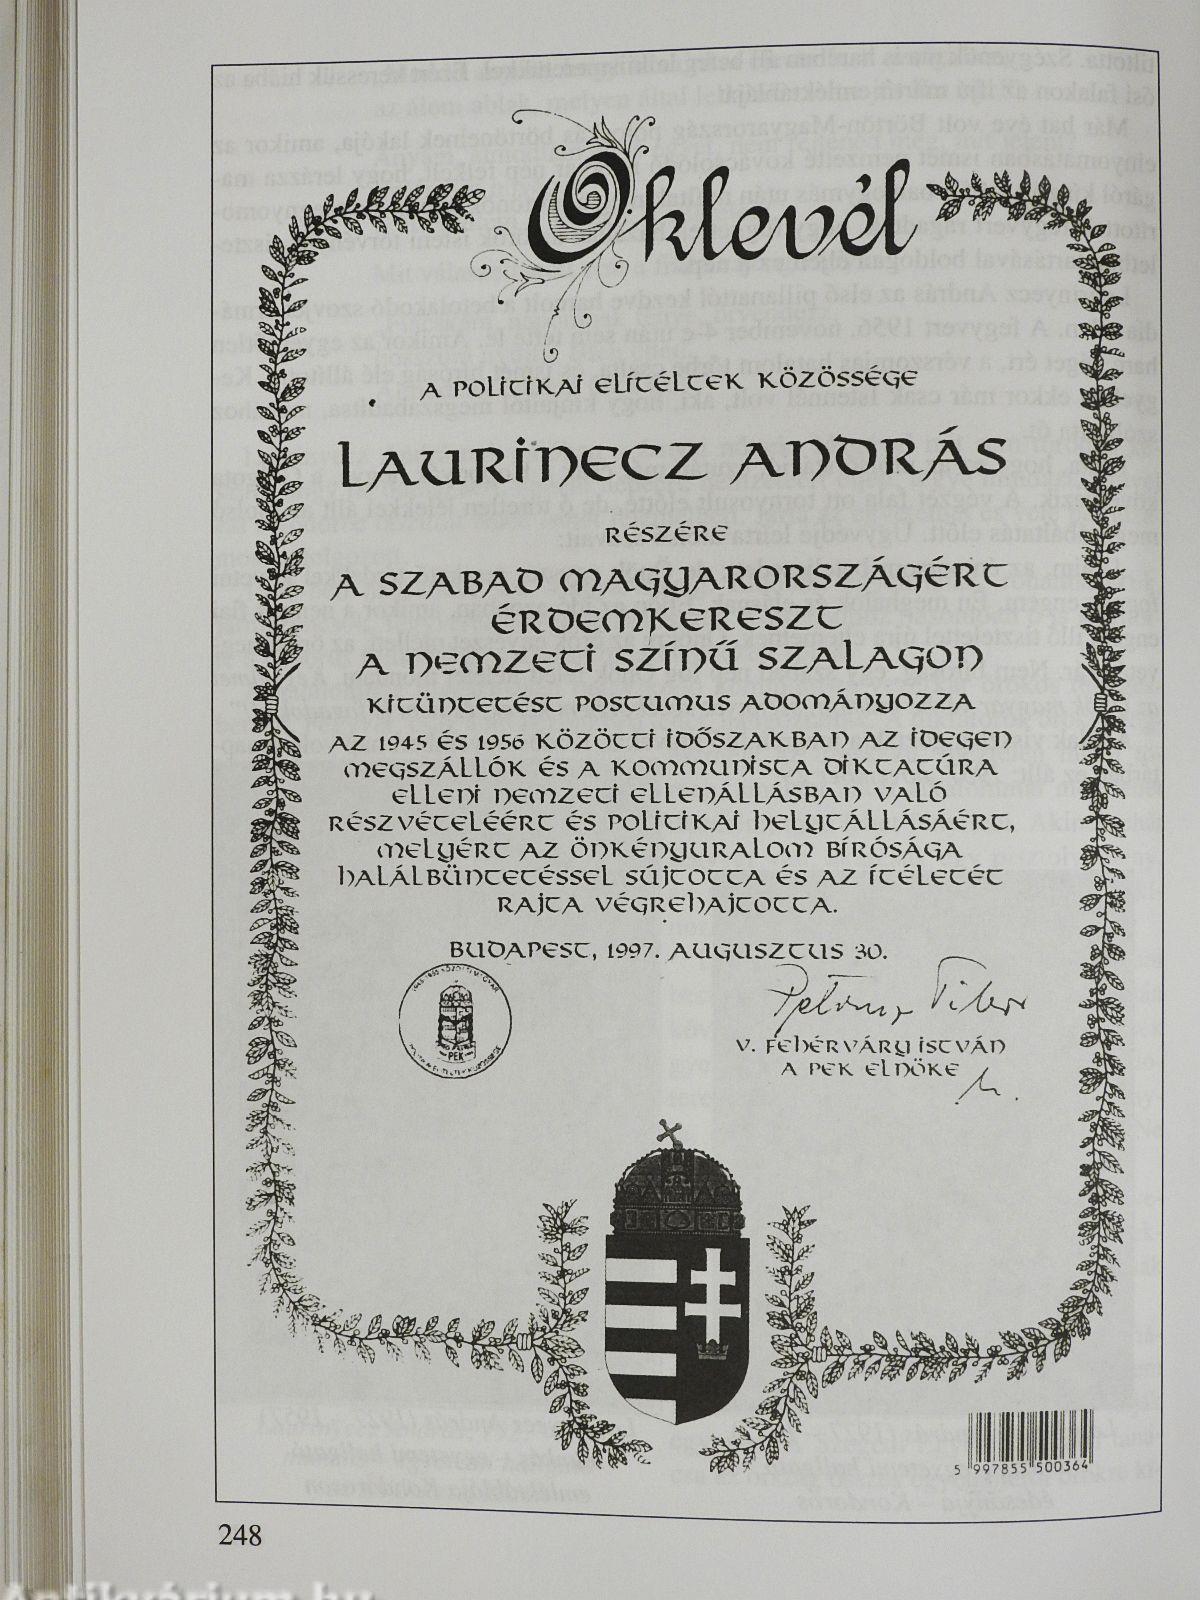 Oklevél
A POLITIKAI ELÍTÉLTEK KÖZÖSSÉGE
LAURINECZ ANDRÁS
RÉSZÉRE
A SZABAD MAGYARORSZÁGÉRT
ÉRDEMKERESZT
A NEMZETI SZÍNŰ SZALAGON
KITÜNTETÉST POSTUMUS ADOMÁNYOZZA
AZ 1945 ÉS 1956 KÖZÖTTI IDŐSZAKBAN AZ IDEGEN
MEGSZÁLLÓK ÉS A KOMMUNISTA DIKTATÚRA
ELLENI NEMZETI ELLENÁLLÁSBAN VALÓ
RÉSZVÉTELÉÉRT ÉS POLITIKAI HELYTÁLLÁSÁÉRT,
MELYÉRT AZ ÖNKÉNYURALOM BÍRÓSÁGA
HALÁLBÜNTETÉSSEL SÚJTOTTA ÉS AZ ÍTÉLETÉT
RAJTA VÉGREHAJTOTTA.
BUDAPEST, 1997. AUGUSZTUS 30.
PEK
V. FEHÉRVÁRY ISTVÁN
A PEK ELNÖKE
5 997855 500364
248
Antikvárium.hu